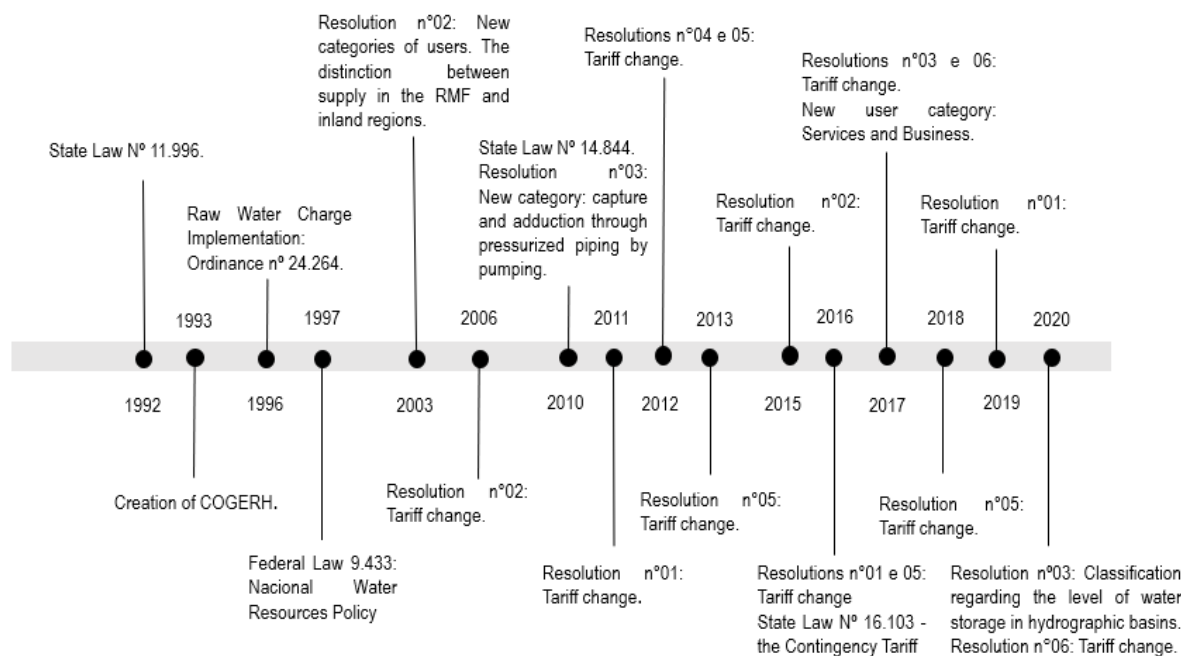 Resolution n°02: New
categories of users. The
distinction between
supply in the RMF and
inland regions.
Resolutions n°04 e 05:
Tariff change.
Resolutions n°03 e 06:
Tariff change.
New user category:
Services and Business.
State Law Nº 11.996.
State Law Nº 14.844.
Resolution n°03:
New category: capture
and adduction through
pressurized piping by
pumping.
Raw Water Charge
Implementation:
Ordinance nº 24.264.
Resolution n°02:
Tariff change.
Resolution n°01:
Tariff change.
1993 1997 2006 2011 2013 2016 2018 2020
1992 1996 2003 2010 2012 2015 2017 2019
Creation of COGERH.
Resolution n°02:
Tariff change.
Resolution n°05:
Tariff change.
Resolution n°05:
Tariff change.
Federal Law 9.433:
Nacional Water
Resources Policy
Resolution n°01:
Tariff change.
Resolutions n°01 e 05:
Tariff change
State Law Nº 16.103 -
the Contingency Tariff
Resolution nº03: Classification
regarding the level of water
storage in hydrographic basins.
Resolution n°06: Tariff change.